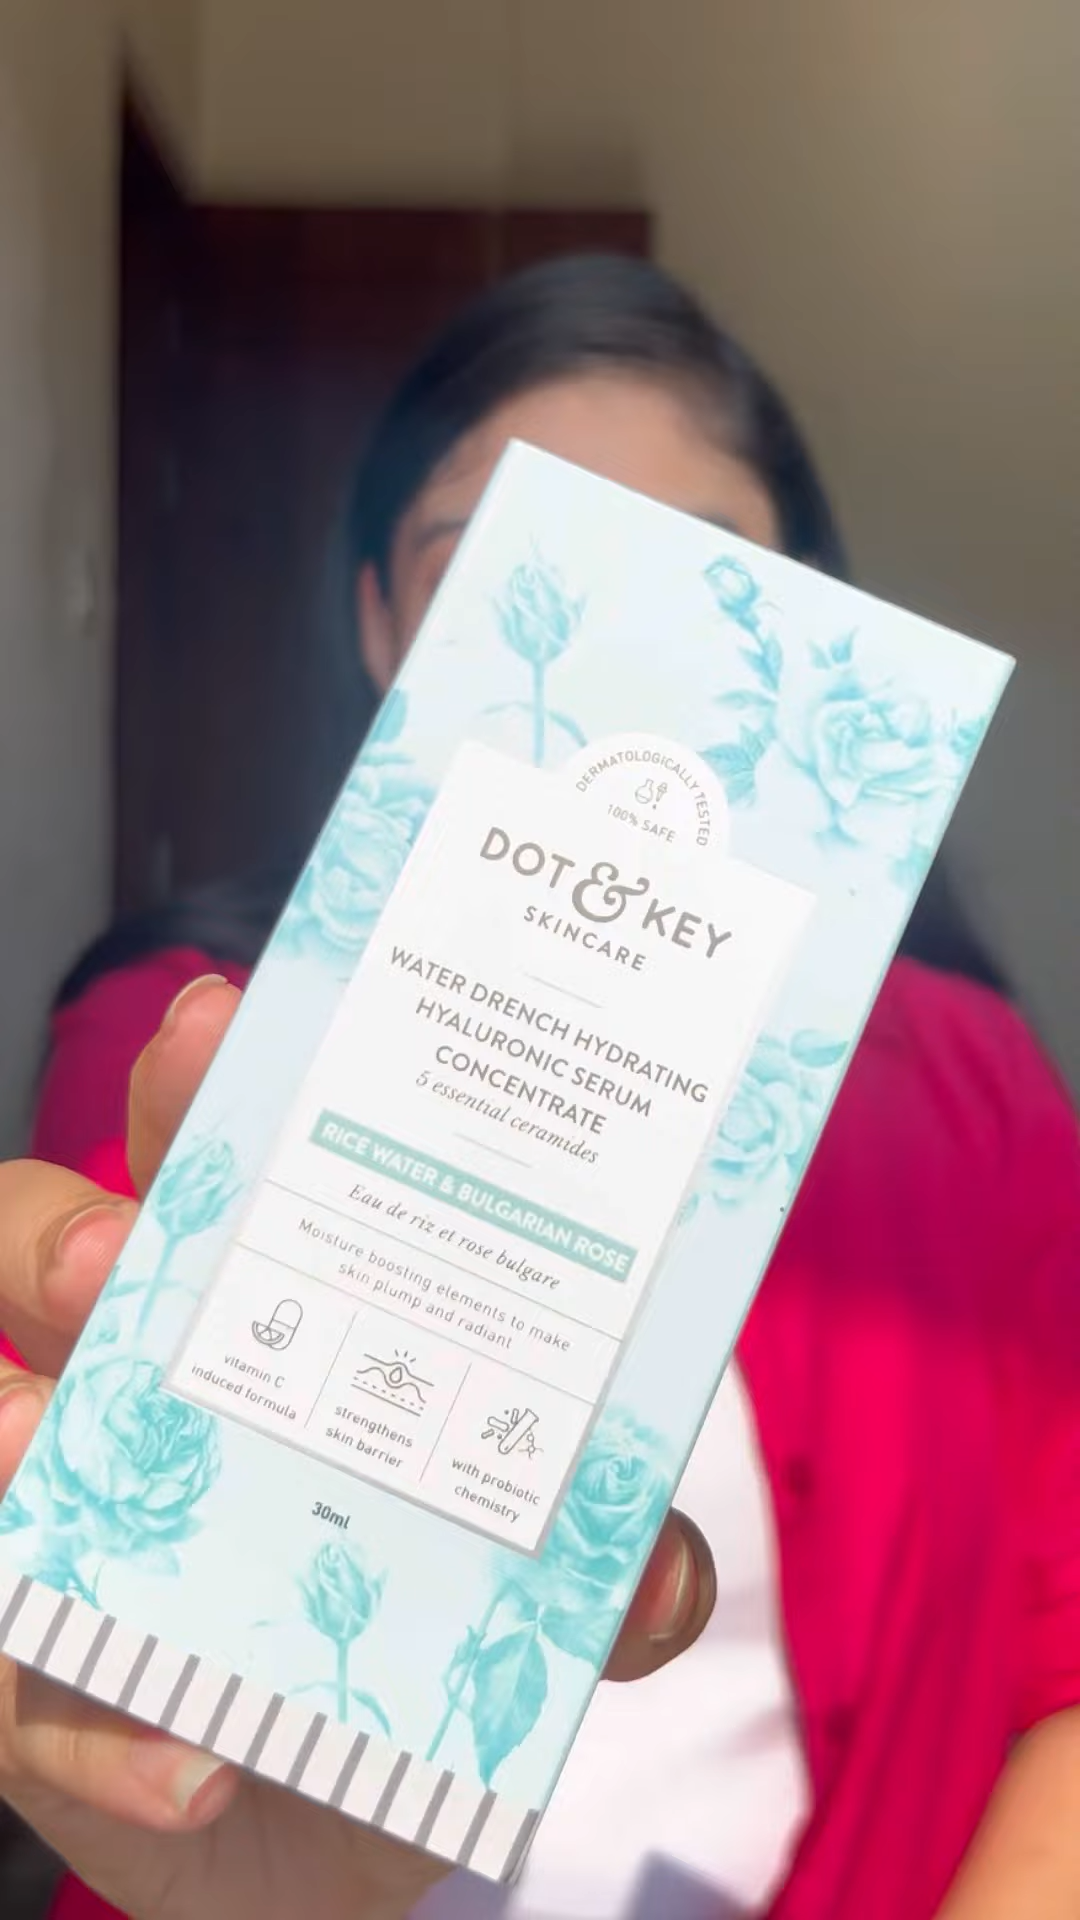 DERMATOLOGICALLY TESTED
100% SAFE
DOT & KEY
SKINCARE
WATER DRENCH HYDRATING
HYALURONIC SERUM
CONCENTRATE
5 essential ceramides
RICE WATER & BULGARIAN ROSE
Eau de riz et rose bulgare
Moisture boosting elements to make
skin plump and radiant
vitamin C
induced formula
strengthens
skin barrier
with probiotic
chemistry
30ml